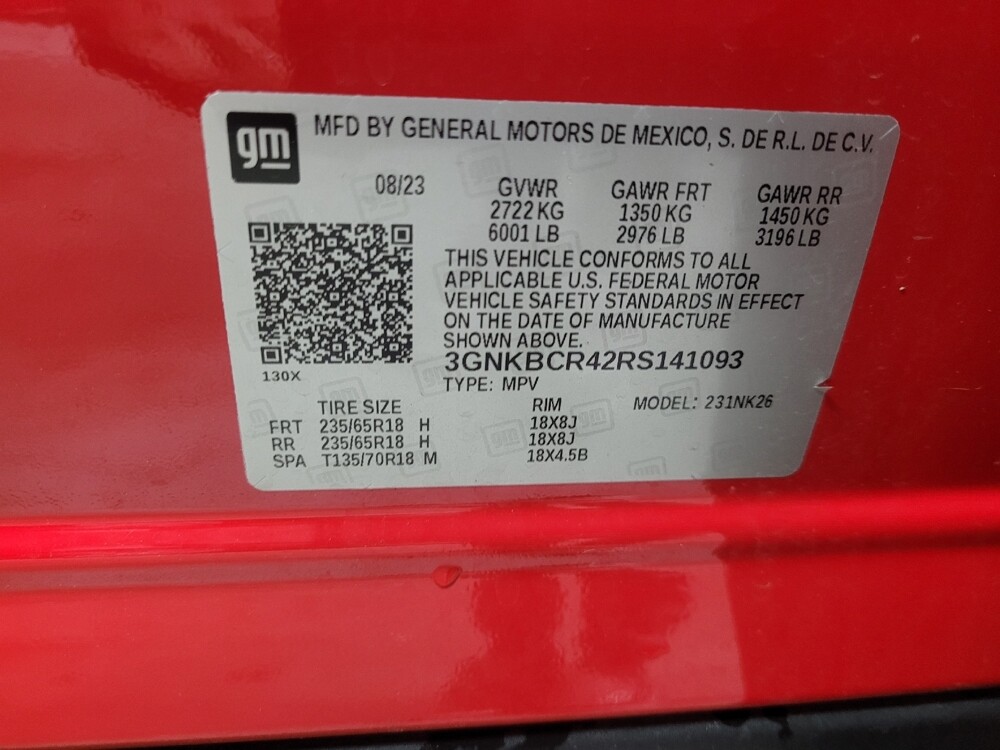 gm
MFD BY GENERAL MOTORS DE MEXICO, S. DE R.L. DE C.V.
08/23 GVWR GAWR FRT GAWR RR
2722 KG 1350 KG 1450 KG
6001 LB 2976 LB 3196 LB
THIS VEHICLE CONFORMS TO ALL
APPLICABLE U.S. FEDERAL MOTOR
VEHICLE SAFETY STANDARDS IN EFFECT
ON THE DATE OF MANUFACTURE
SHOWN ABOVE.
3GNKBCR42RS141093
130X
TYPE: MPV
TIRE SIZE RIM MODEL: 231NK26
FRT 235/65R18 H 18X8J
RR 235/65R18 H 18X8J
SPA T135/70R18 M 18X4.5B